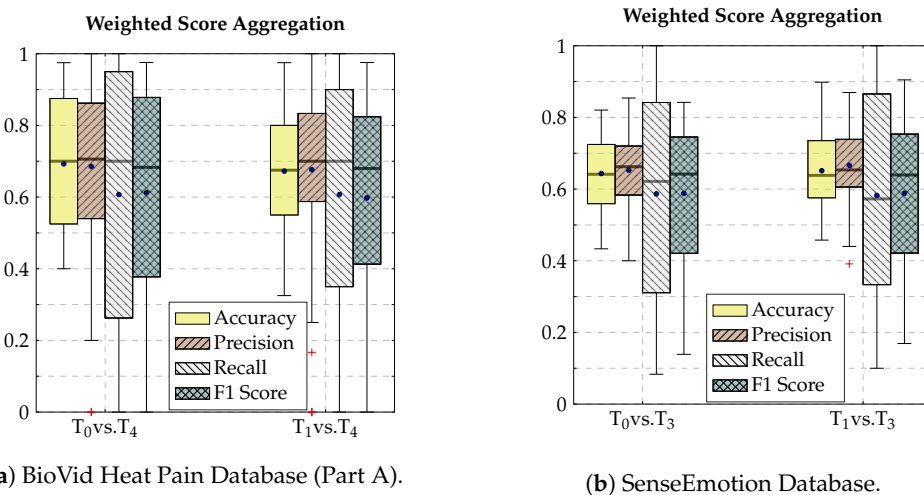 Weighted Score Aggregation
1
0.8
0.6
0.4
0.2
0
Accuracy
Precision
Recall
F1 Score
T₀vs.T₄
T₁vs.T₄
a) BioVid Heat Pain Database (Part A).
Weighted Score Aggregation
1
0.8
0.6
0.4
0.2
0
Accuracy
Precision
Recall
F1 Score
T₀vs.T₃
T₁vs.T₃
(b) SenseEmotion Database.